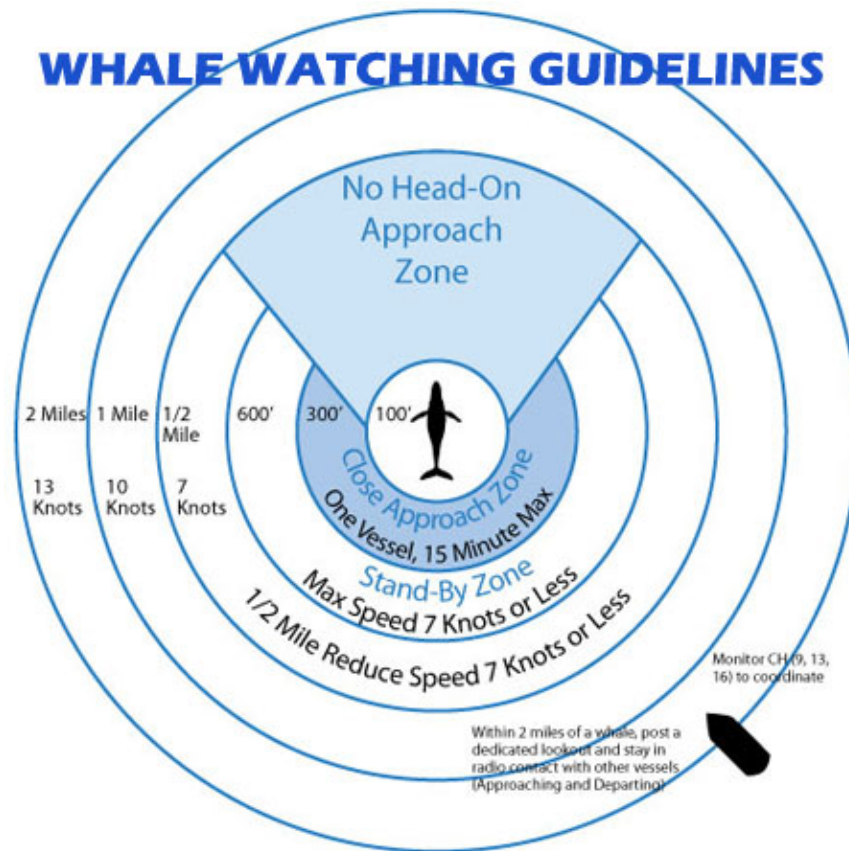 WHALE WATCHING GUIDELINES
No Head-On
Approach
Zone
2 Miles
1 Mile
1/2
Mile
600'
300'
100'
13
Knots
10
Knots
7
Knots
Close Approach Zone
One Vessel, 15 Minute Max
Stand-By Zone
Max Speed 7 Knots or Less
1/2 Mile Reduce Speed 7 Knots or Less
Monitor CH (9, 13,
16) to coordinate
Within 2 miles of a whale, post a
dedicated lookout and stay in
radio contact with other vessels
(Approaching and Departing)